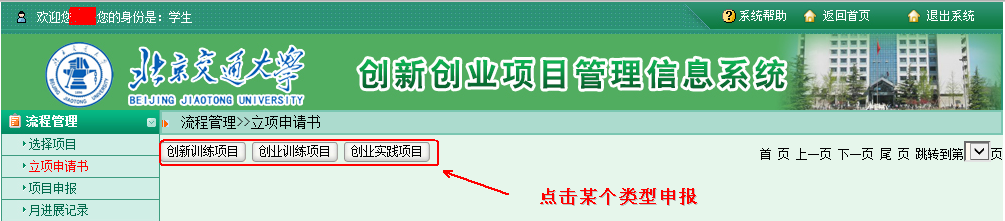 欢迎您 您的身份是：学生 系统帮助 返回首页 退出系统
北京交通大学
BEIJING JIAOTONG UNIVERSITY
创新创业项目管理信息系统
流程管理
选择项目
立项申请书
项目申报
月进展记录
流程管理>>立项申请书
创新训练项目 创业训练项目 创业实践项目
首 页 上一页 下一页 尾 页 跳转到第 页
点击某个类型申报